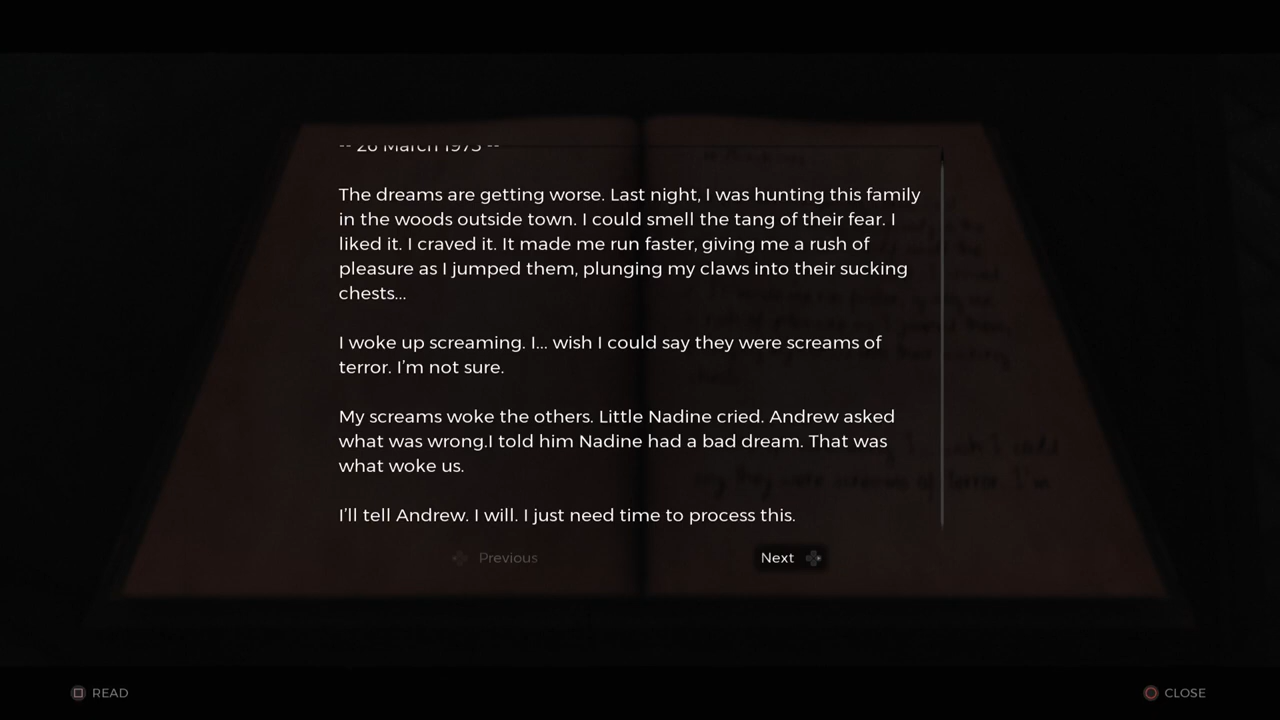 -- March --
The dreams are getting worse. Last night, I was hunting this family
in the woods outside town. I could smell the tang of their fear. I
liked it. I craved it. It made me run faster, giving me a rush of
pleasure as I jumped them, plunging my claws into their sucking
chests...
I woke up screaming. I... wish I could say they were screams of
terror. I'm not sure.
My screams woke the others. Little Nadine cried. Andrew asked
what was wrong.I told him Nadine had a bad dream. That was
what woke us.
I'll tell Andrew. I will. I just need time to process this.
Previous
Next
READ
CLOSE